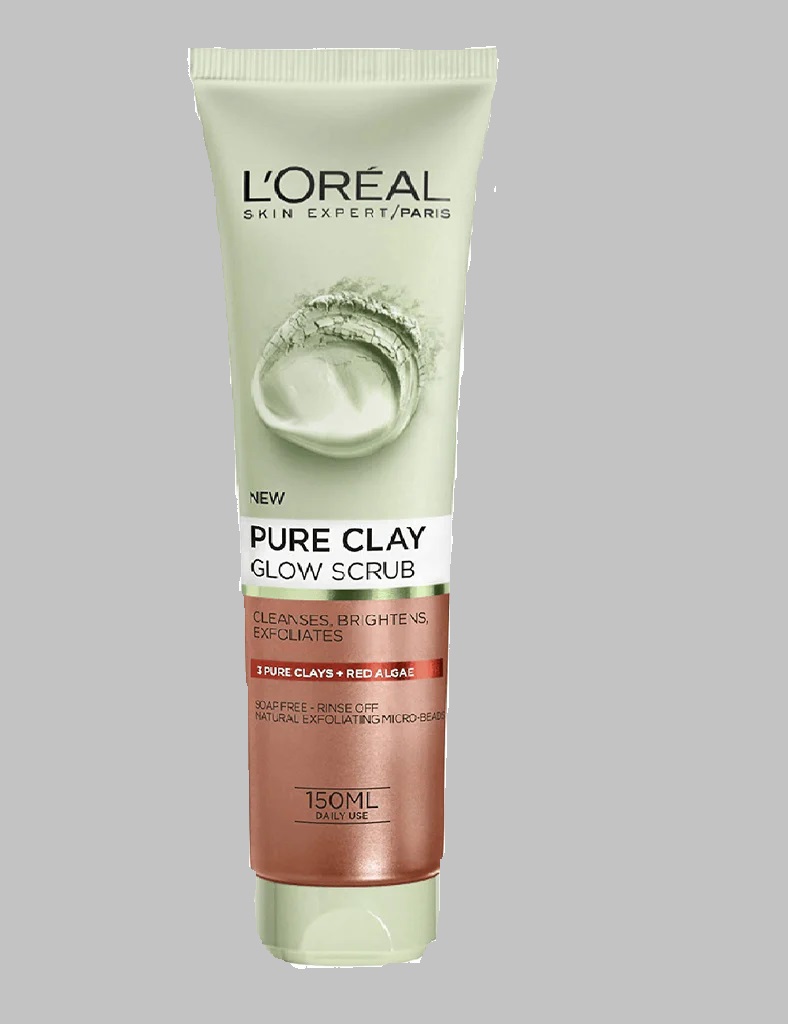 L'ORÉAL
SKIN EXPERT/PARIS
NEW
PURE CLAY
GLOW SCRUB
CLEANSES, BRIGHTENS,
EXFOLIATES
3 PURE CLAYS + RED ALGAE
SOAP FREE - RINSE OFF
NATURAL EXFOLIATING MICRO-BEADS
150ML
DAILY USE